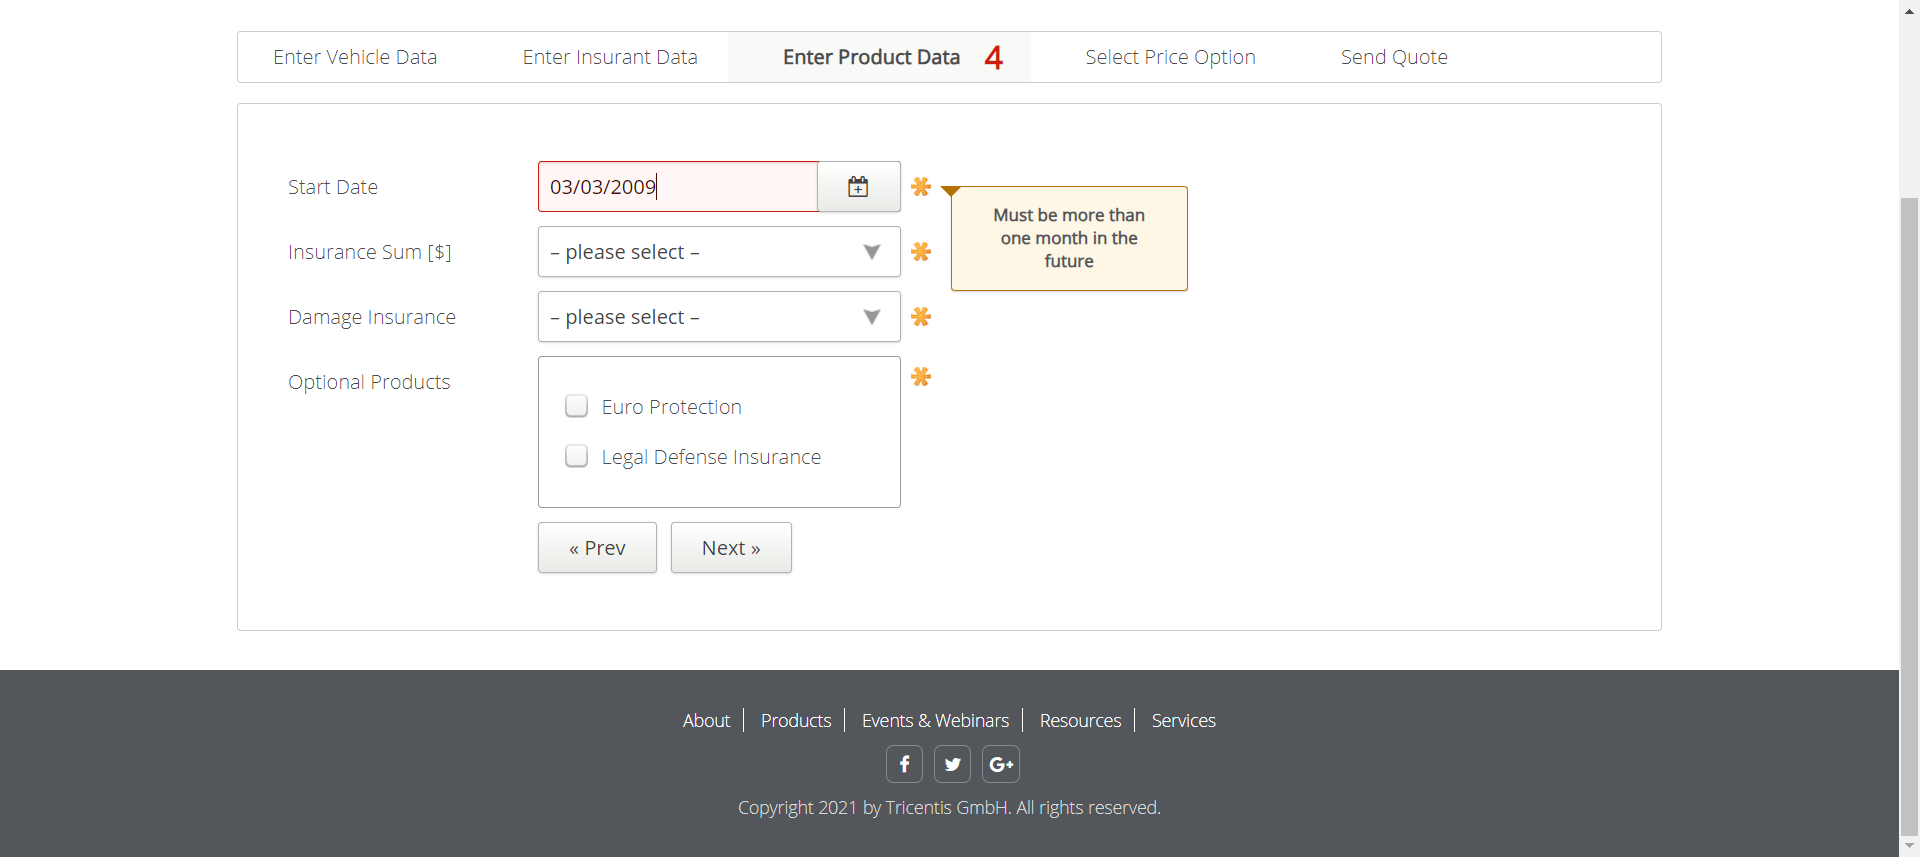 Enter Vehicle Data
Enter Insurant Data
Enter Product Data 4
Select Price Option
Send Quote
Start Date
03/03/2009
Must be more than
one month in the
future
Insurance Sum [$]
– please select –
Damage Insurance
– please select –
Optional Products
Euro Protection
Legal Defense Insurance
« Prev
Next »
About
Products
Events & Webinars
Resources
Services
f
G+
Copyright 2021 by Tricentis GmbH. All rights reserved.